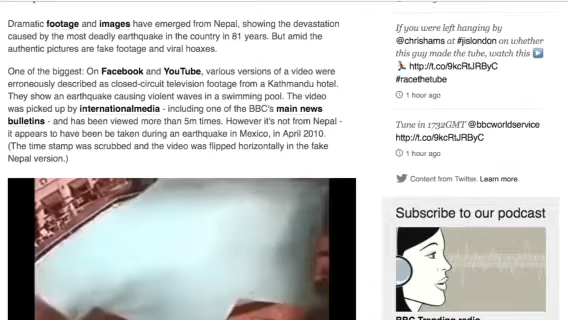 Dramatic footage and images have emerged from Nepal, showing the devastation
caused by the most deadly earthquake in the country in 81 years. But amid the
authentic pictures are fake footage and viral hoaxes.
One of the biggest: On Facebook and YouTube, various versions of a video were
erroneously described as closed-circuit television footage from a Kathmandu hotel.
They show an earthquake causing violent waves in a swimming pool. The video
was picked up by internationalmedia - including one of the BBC's main news
bulletins - and has been viewed more than 5m times. However it's not from Nepal -
it appears to have been taken during an earthquake in Mexico, in April 2010.
(The time stamp was scrubbed and the video was flipped horizontally in the fake
Nepal version.)
If you were left hanging by
@chrishams at #jislondon on whether
this guy made the tube, watch this
http://t.co/9kcRtJRByC
#racethetube
1 hour ago
Tune in 1732GMT @bbcworldservice
http://t.co/9kcRtJRByC
1 hour ago
Content from Twitter. Learn more.
Subscribe to our podcast
BBC Trending radio